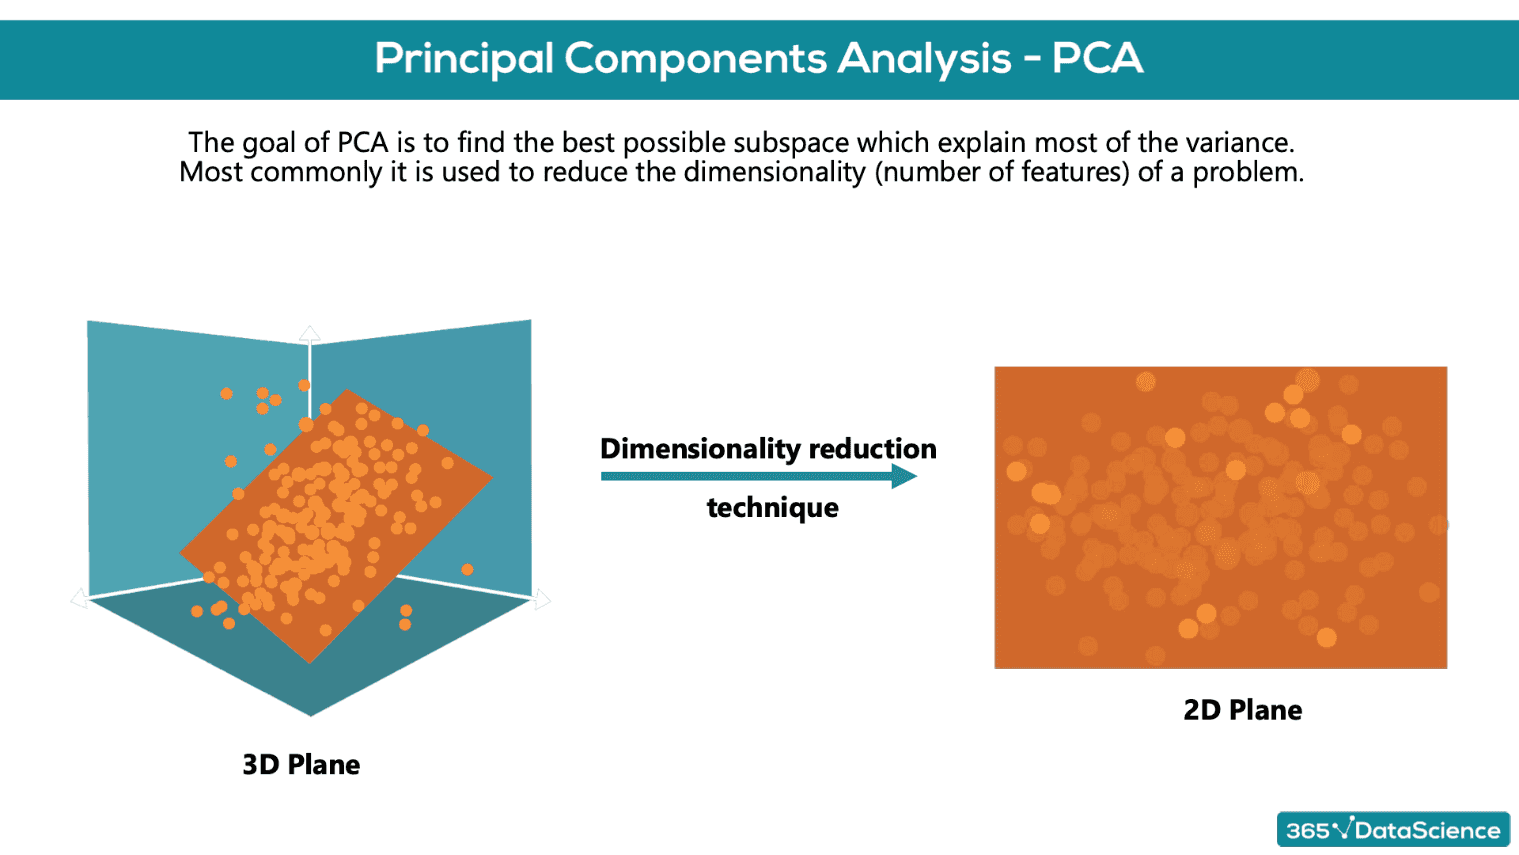 Principal Components Analysis - PCA
The goal of PCA is to find the best possible subspace which explain most of the variance.
Most commonly it is used to reduce the dimensionality (number of features) of a problem.
Dimensionality reduction
technique
3D Plane
2D Plane
365 DataScience